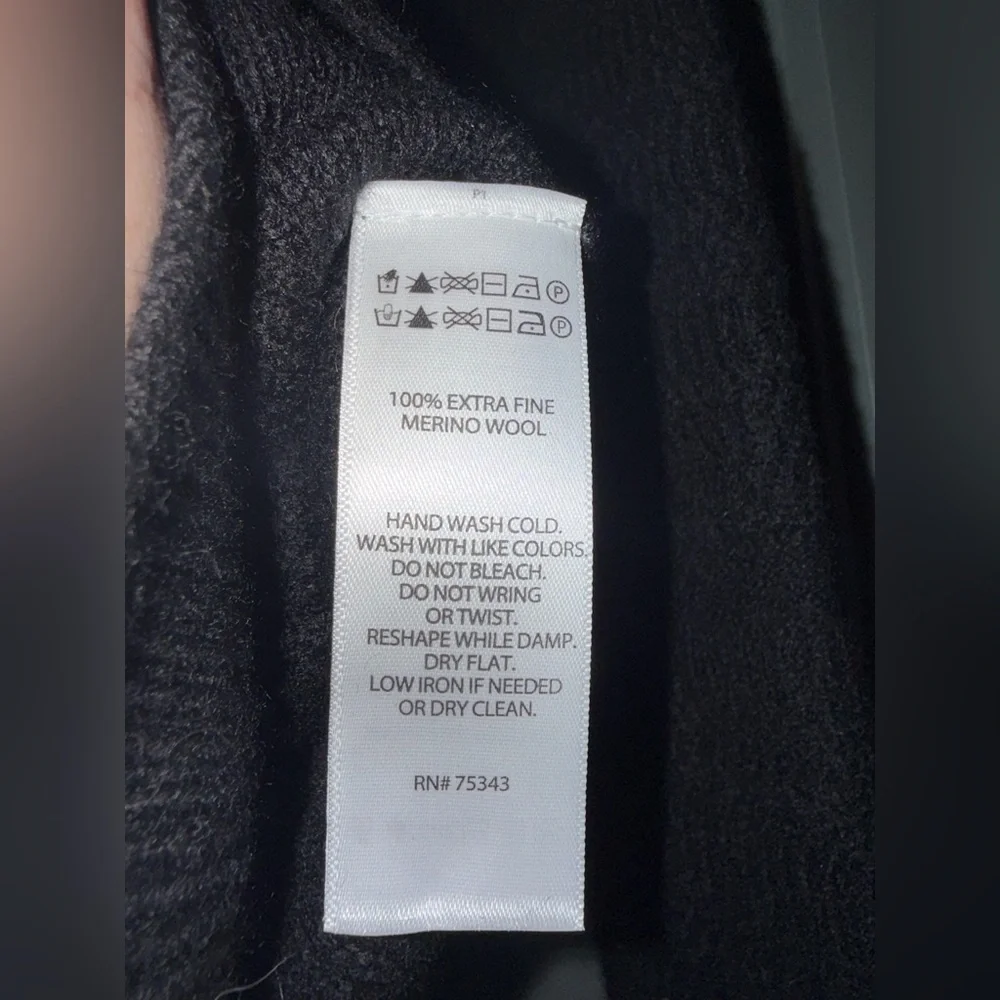 P1
P
P
100% EXTRA FINE
MERINO WOOL
HAND WASH COLD.
WASH WITH LIKE COLORS.
DO NOT BLEACH.
DO NOT WRING
OR TWIST.
RESHAPE WHILE DAMP.
DRY FLAT.
LOW IRON IF NEEDED
OR DRY CLEAN.
RN# 75343